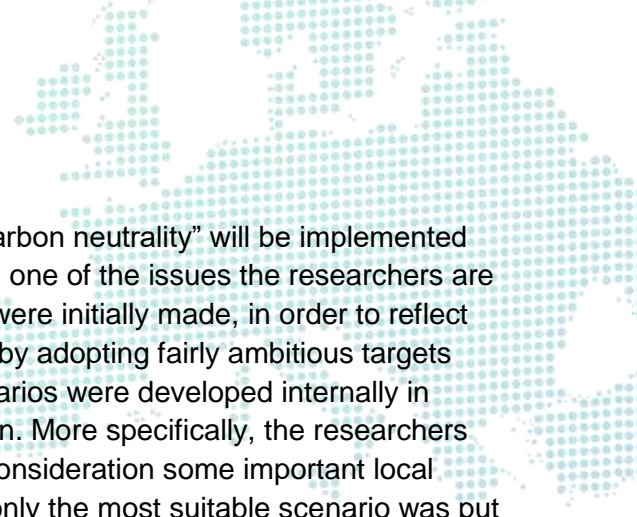 arbon neutrality” will be implemented
one of the issues the researchers are
were initially made, in order to reflect
by adopting fairly ambitious targets
arios were developed internally in
n. More specifically, the researchers
onsideration some important local
only the most suitable scenario was put